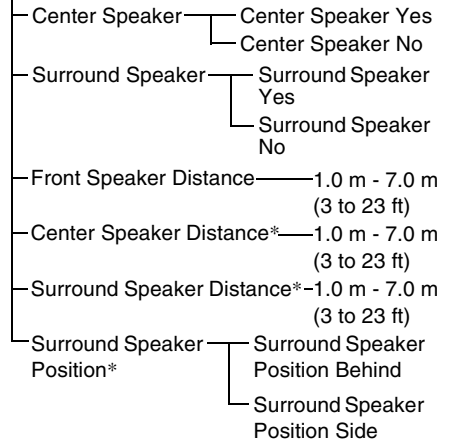 Center Speaker Center Speaker Yes
Center Speaker No
Surround Speaker Surround Speaker
Yes
Surround Speaker
No
Front Speaker Distance 1.0 m - 7.0 m
(3 to 23 ft)
Center Speaker Distance* 1.0 m - 7.0 m
(3 to 23 ft)
Surround Speaker Distance* 1.0 m - 7.0 m
(3 to 23 ft)
Surround Speaker Surround Speaker
Position* Position Behind
Surround Speaker
Position Side